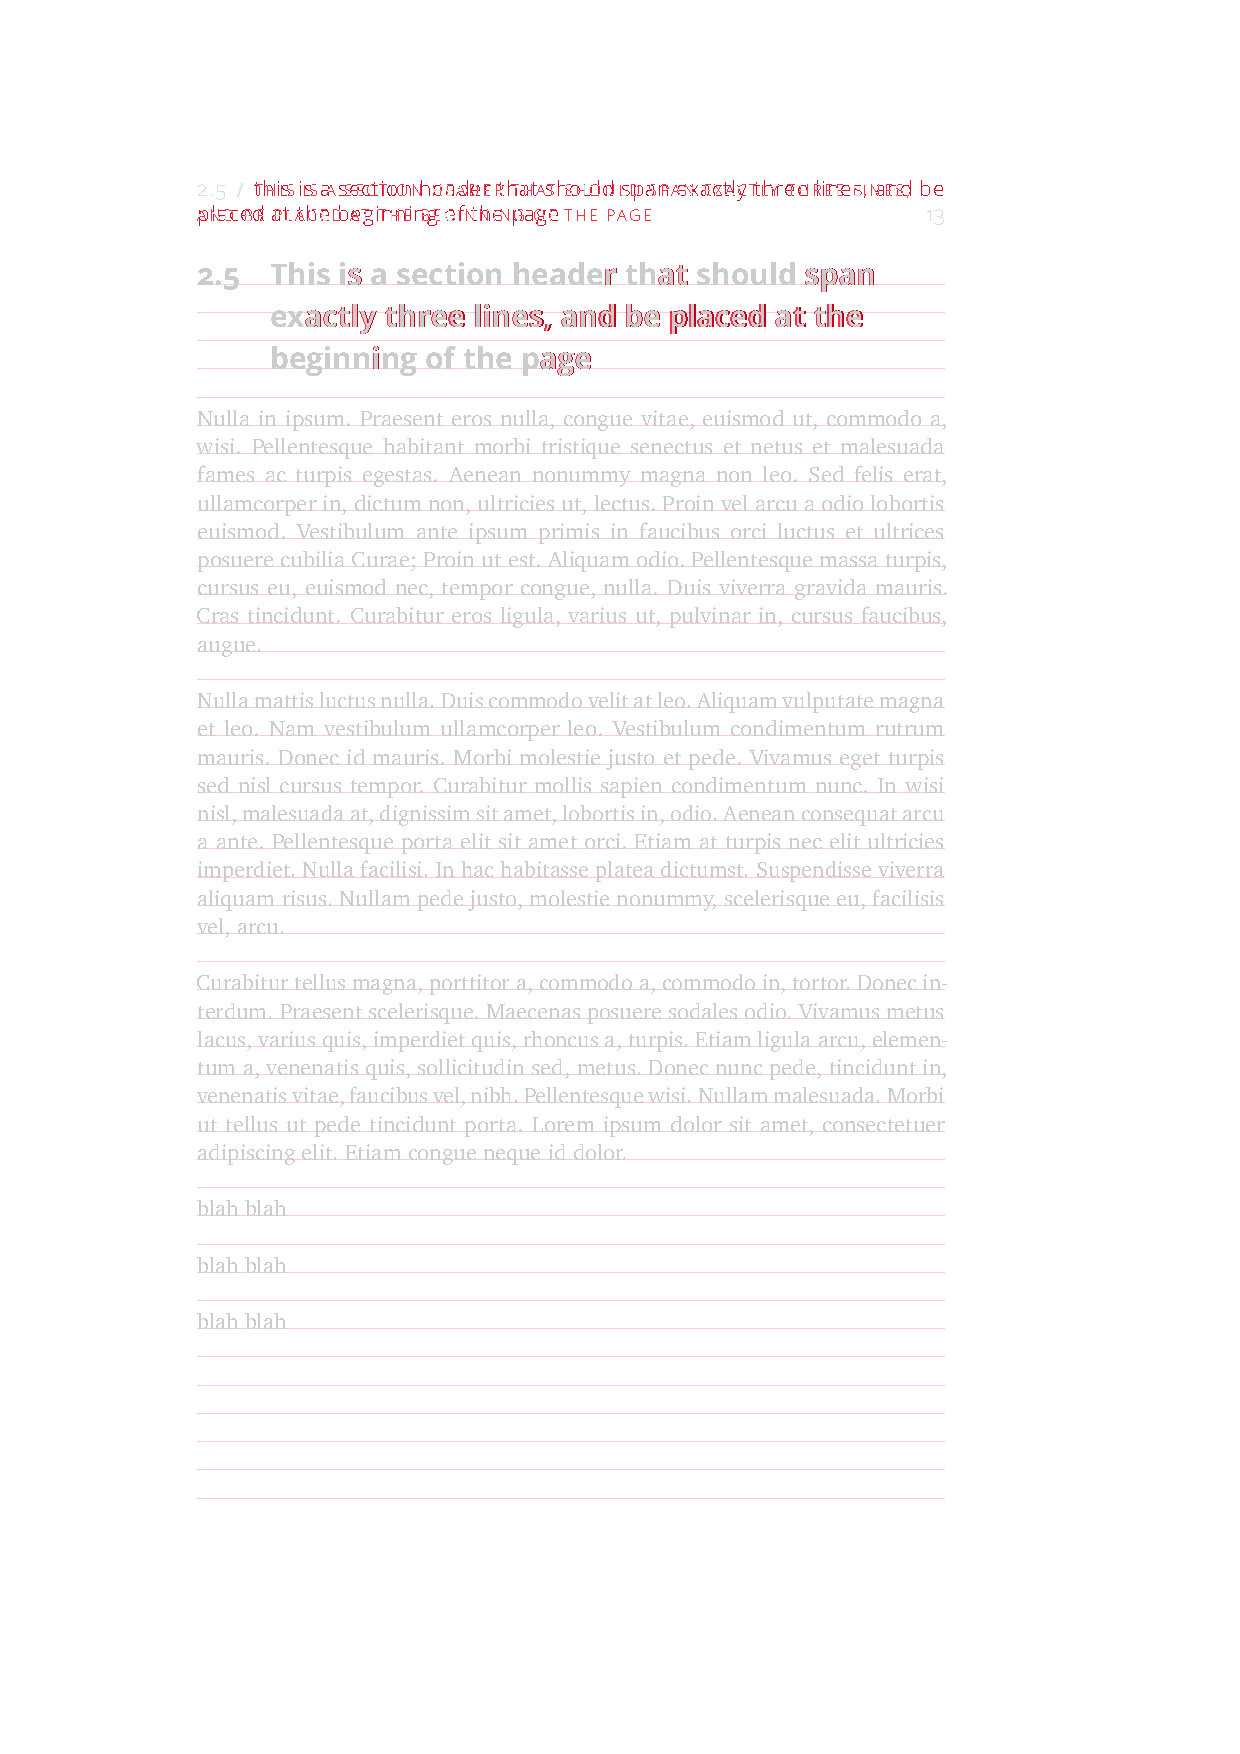 2.5 / this is a section header that should span exactly three lines, and be
placed at the beginning of the page THE PAGE 13
2.5 This is a section header that should span
exactly three lines, and be placed at the
beginning of the page
Nulla in ipsum. Praesent eros nulla, congue vitae, euismod ut, commodo a,
wisi. Pellentesque habitant morbi tristique senectus et netus et malesuada
fames ac turpis egestas. Aenean nonummy magna non leo. Sed felis erat,
ullamcorper in, dictum non, ultricies ut, lectus. Proin vel arcu a odio lobortis
euismod. Vestibulum ante ipsum primis in faucibus orci luctus et ultrices
posuere cubilia Curae; Proin ut est. Aliquam odio. Pellentesque massa turpis,
cursus eu, euismod nec, tempor congue, nulla. Duis viverra gravida mauris.
Cras tincidunt. Curabitur eros ligula, varius ut, pulvinar in, cursus faucibus,
augue.
Nulla mattis luctus nulla. Duis commodo velit at leo. Aliquam vulputate magna
et leo. Nam vestibulum ullamcorper leo. Vestibulum condimentum rutrum
mauris. Donec id mauris. Morbi molestie justo et pede. Vivamus eget turpis
sed nisl cursus tempor. Curabitur mollis sapien condimentum nunc. In wisi
nisl, malesuada at, dignissim sit amet, lobortis in, odio. Aenean consequat arcu
a ante. Pellentesque porta elit sit amet orci. Etiam at turpis nec elit ultricies
imperdiet. Nulla facilisi. In hac habitasse platea dictumst. Suspendisse viverra
aliquam risus. Nullam pede justo, molestie nonummy, scelerisque eu, facilisis
vel, arcu.
Curabitur tellus magna, porttitor a, commodo a, commodo in, tortor. Donec in-
terdum. Praesent scelerisque. Maecenas posuere sodales odio. Vivamus metus
lacus, varius quis, imperdiet quis, rhoncus a, turpis. Etiam ligula arcu, elemen-
tum a, venenatis quis, sollicitudin sed, metus. Donec nunc pede, tincidunt in,
venenatis vitae, faucibus vel, nibh. Pellentesque wisi. Nullam malesuada. Morbi
ut tellus ut pede tincidunt porta. Lorem ipsum dolor sit amet, consectetuer
adipiscing elit. Etiam congue neque id dolor.
blah blah
blah blah
blah blah